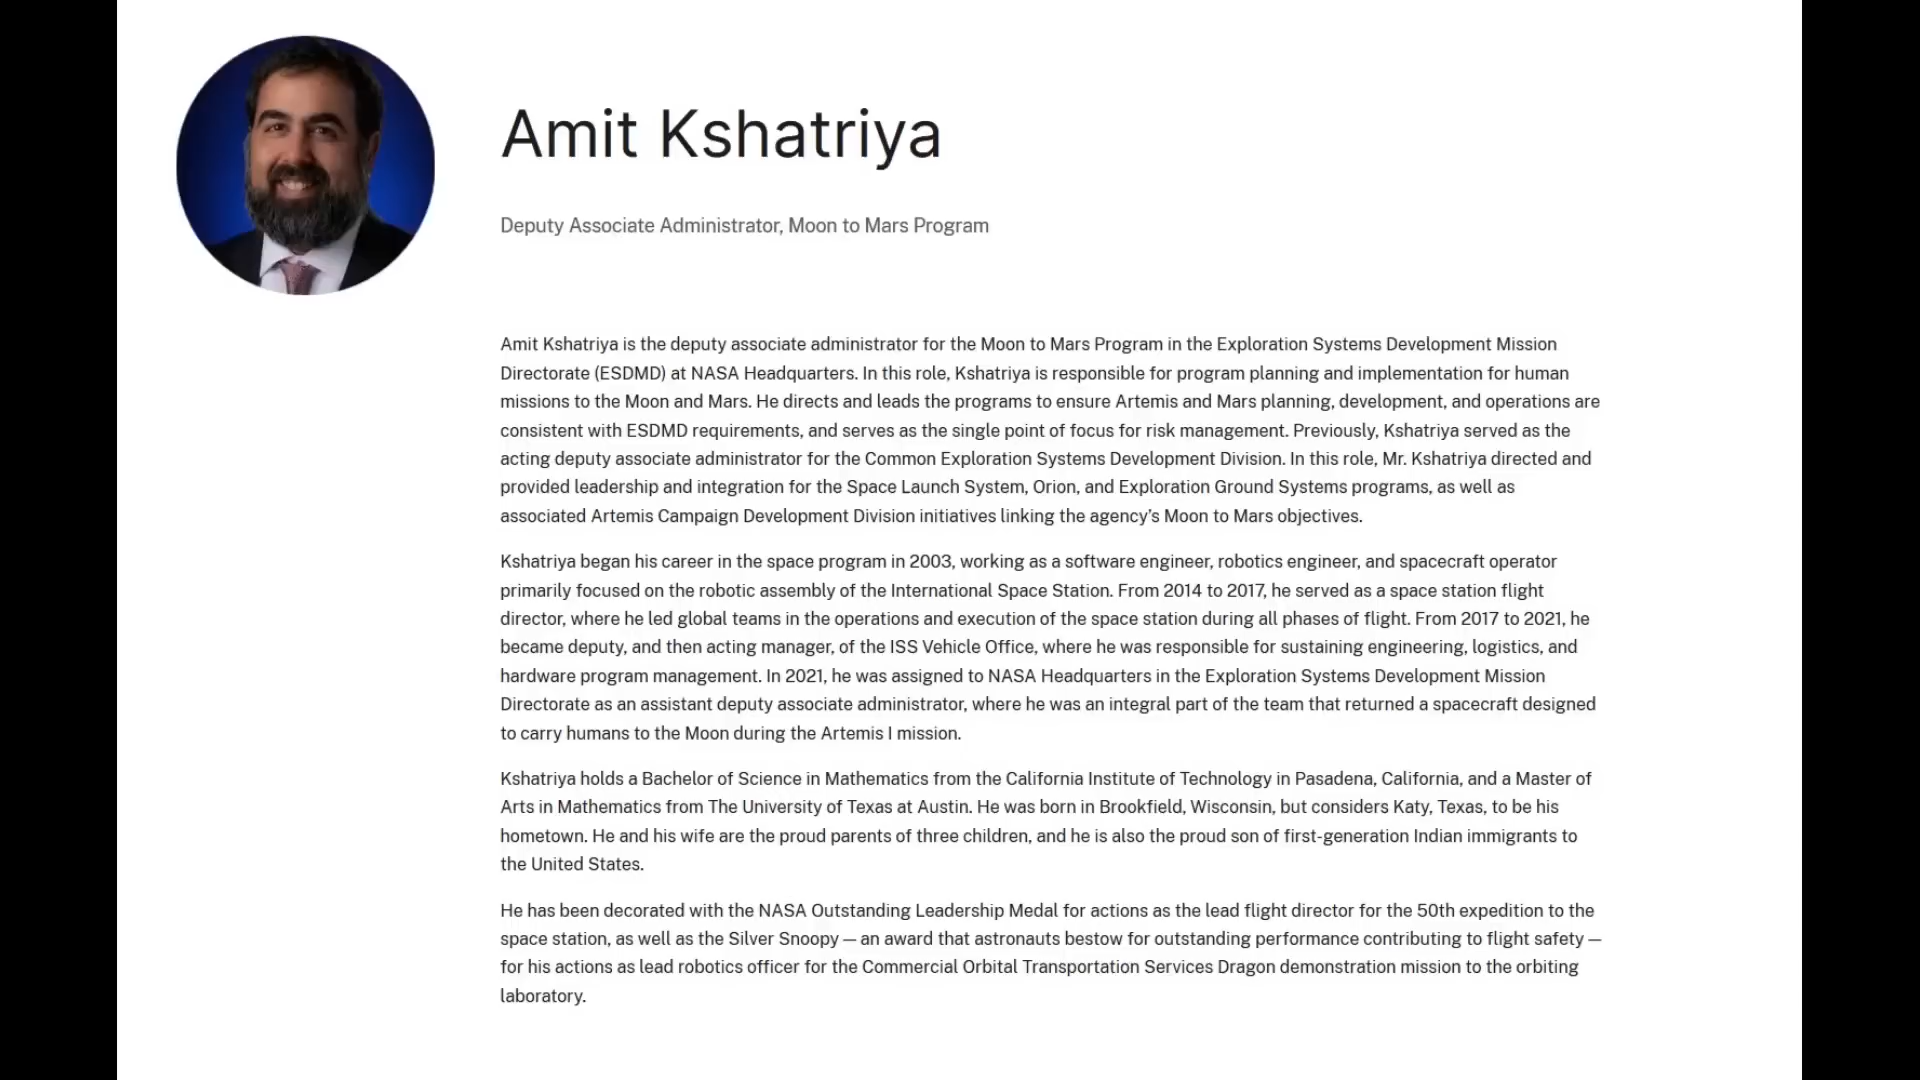 Amit Kshatriya
Deputy Associate Administrator, Moon to Mars Program
Amit Kshatriya is the deputy associate administrator for the Moon to Mars Program in the Exploration Systems Development Mission
Directorate (ESDMD) at NASA Headquarters. In this role, Kshatriya is responsible for program planning and implementation for human
missions to the Moon and Mars. He directs and leads the programs to ensure Artemis and Mars planning, development, and operations are
consistent with ESDMD requirements, and serves as the single point of focus for risk management. Previously, Kshatriya served as the
acting deputy associate administrator for the Common Exploration Systems Development Division. In this role, Mr. Kshatriya directed and
provided leadership and integration for the Space Launch System, Orion, and Exploration Ground Systems programs, as well as
associated Artemis Campaign Development Division initiatives linking the agency’s Moon to Mars objectives.
Kshatriya began his career in the space program in 2003, working as a software engineer, robotics engineer, and spacecraft operator
primarily focused on the robotic assembly of the International Space Station. From 2014 to 2017, he served as a space station flight
director, where he led global teams in the operations and execution of the space station during all phases of flight. From 2017 to 2021, he
became deputy, and then acting manager, of the ISS Vehicle Office, where he was responsible for sustaining engineering, logistics, and
hardware program management. In 2021, he was assigned to NASA Headquarters in the Exploration Systems Development Mission
Directorate as an assistant deputy associate administrator, where he was an integral part of the team that returned a spacecraft designed
to carry humans to the Moon during the Artemis I mission.
Kshatriya holds a Bachelor of Science in Mathematics from the California Institute of Technology in Pasadena, California, and a Master of
Arts in Mathematics from The University of Texas at Austin. He was born in Brookfield, Wisconsin, but considers Katy, Texas, to be his
hometown. He and his wife are the proud parents of three children, and he is also the proud son of first-generation Indian immigrants to
the United States.
He has been decorated with the NASA Outstanding Leadership Medal for actions as the lead flight director for the 50th expedition to the
space station, as well as the Silver Snoopy — an award that astronauts bestow for outstanding performance contributing to flight safety —
for his actions as lead robotics officer for the Commercial Orbital Transportation Services Dragon demonstration mission to the orbiting
laboratory.